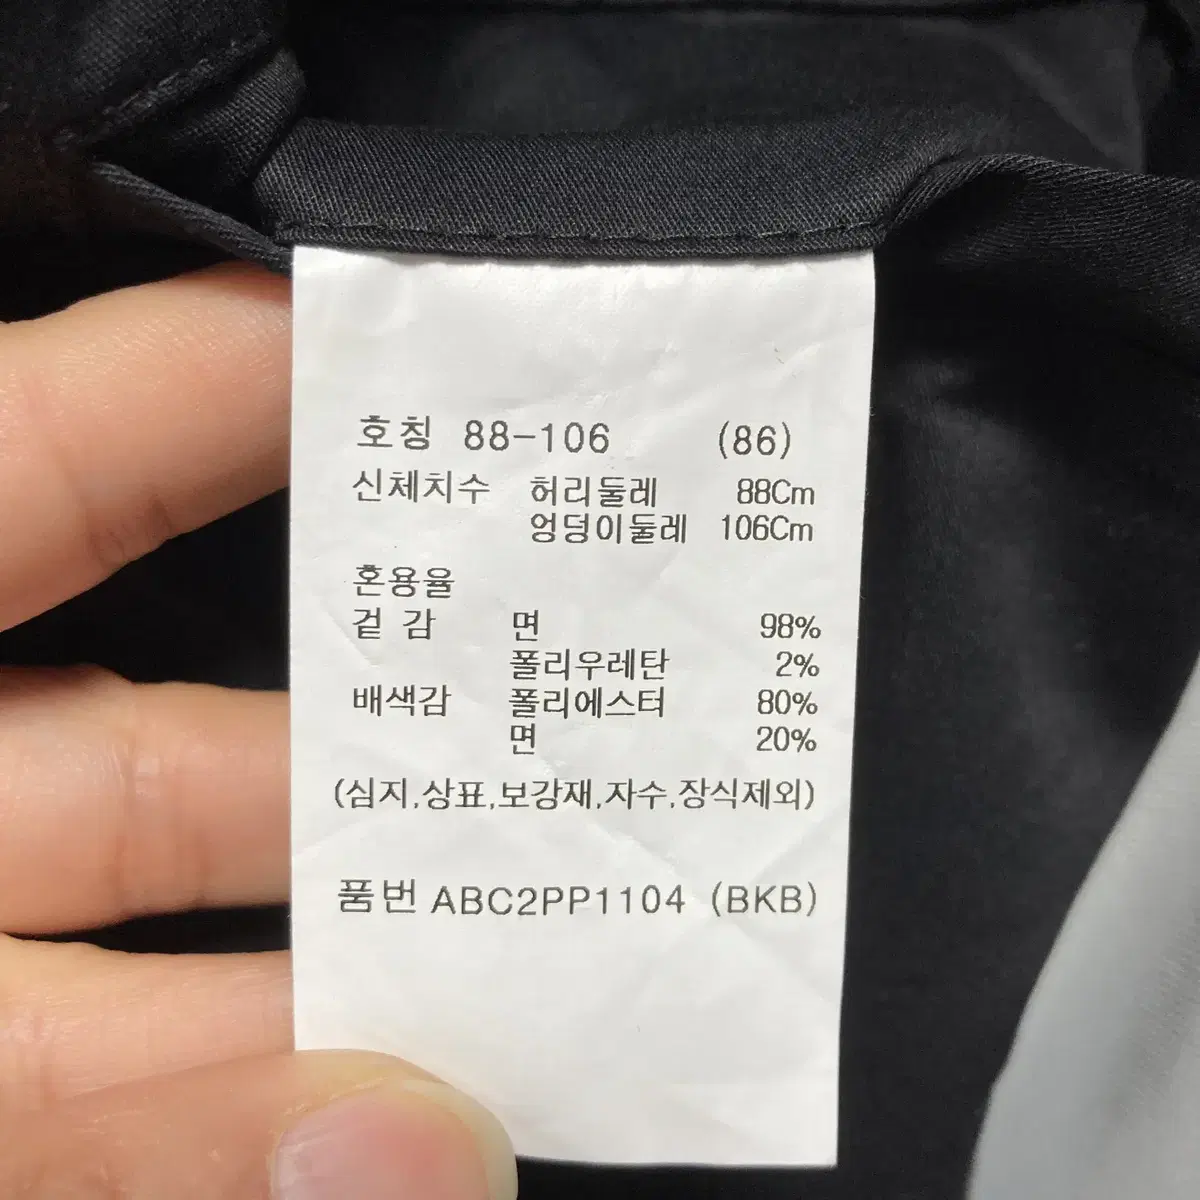 호칭 88-106 (86)
신체치수 허리둘레 88Cm
엉덩이둘레 106Cm
혼용율
겉 감 면 98%
폴리우레탄 2%
배색감 폴리에스터 80%
면 20%
(심지,상표,보강재,자수,장식제외)
품번 ABC2PP1104 (BKB)